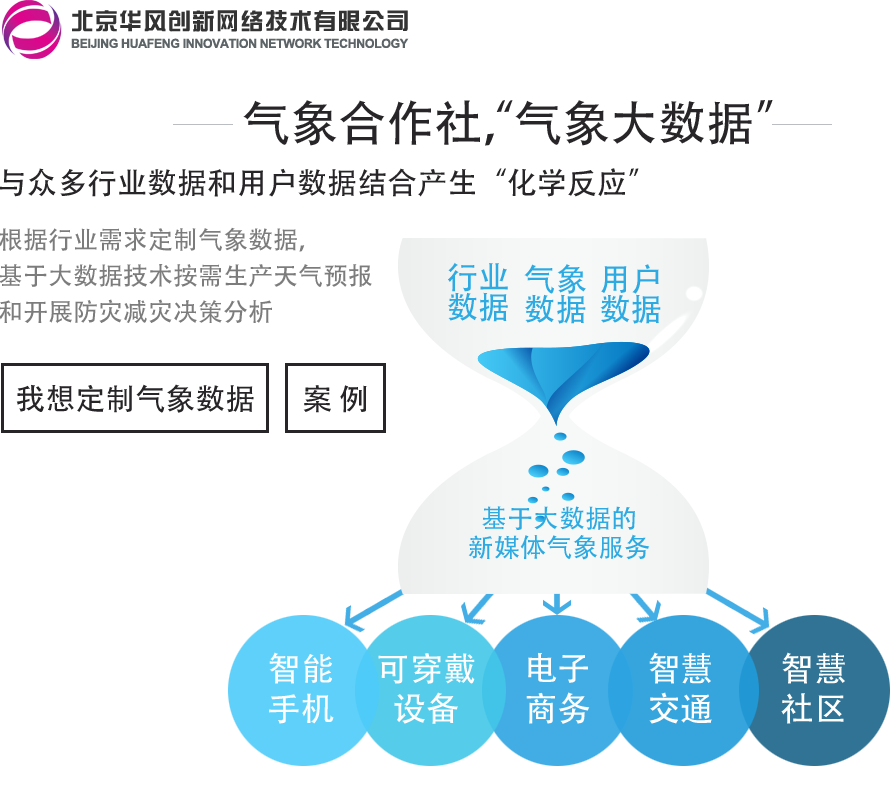 北京华风创新网络技术有限公司
BEIJING HUAFENG INNOVATION NETWORK TECHNOLOGY
气象合作社,“气象大数据”
与众多行业数据和用户数据结合产生“化学反应”
根据行业需求定制气象数据,
基于大数据技术按需生产天气预报
和开展防灾减灾决策分析
我想定制气象数据
案 例
行业
数据
气象
数据
用户
数据
基于大数据的
新媒体气象服务
智能
手机
可穿戴
设备
电子
商务
智慧
交通
智慧
社区